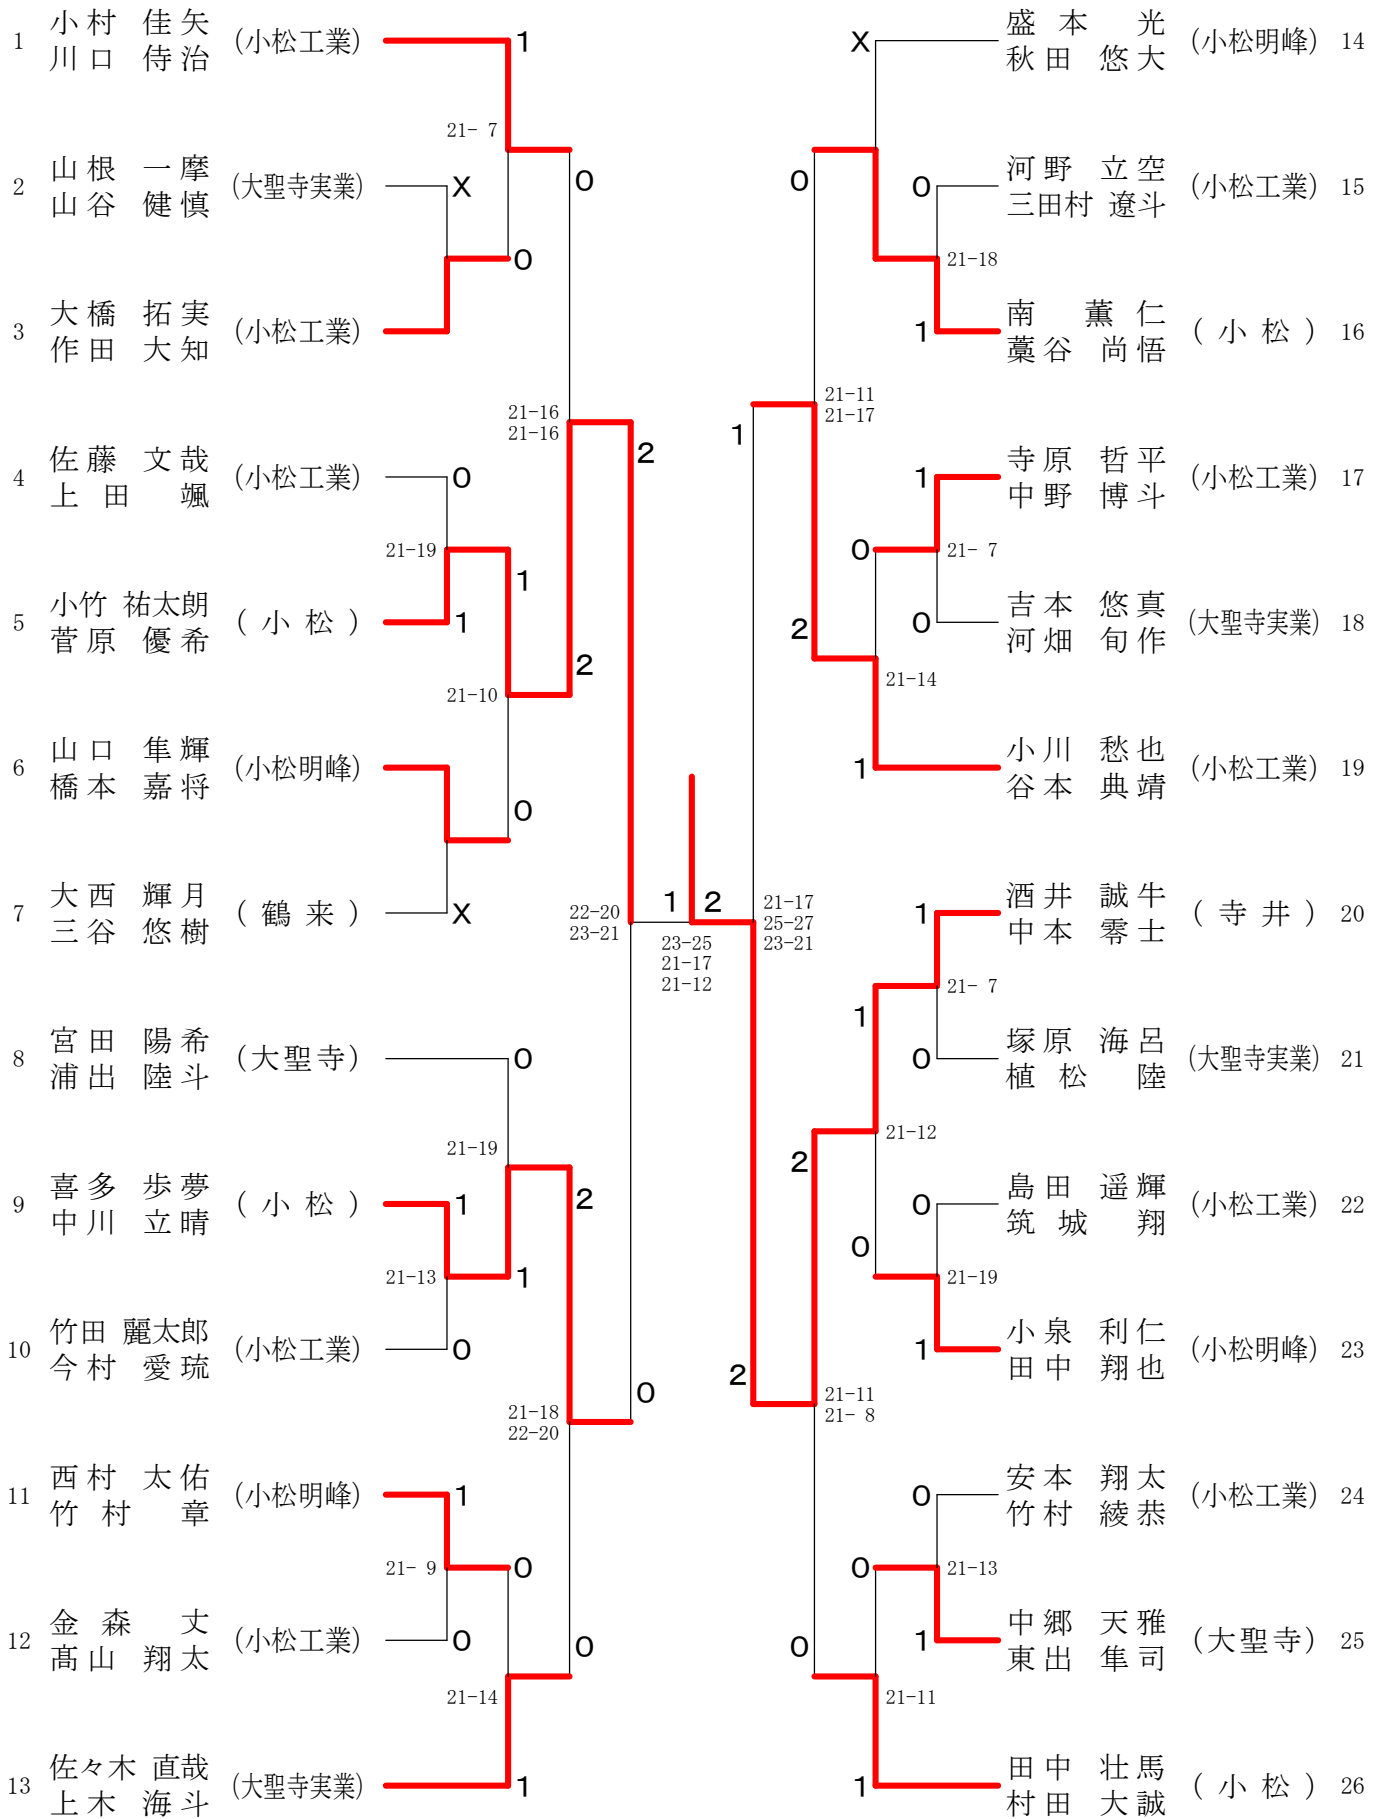 1 小村 佳矢 (小松工業)
川口 侍治
1
21- 7
2 山根 一摩 (大聖寺実業)
山谷 健慎
X
0
0
3 大橋 拓実 (小松工業)
作田 大知
21-16
21-16
2
4 佐藤 文哉 (小松工業)
上田 颯
0
21-19
1
5 小竹 祐太朗 (小松)
菅原 優希
1
2
21-10
6 山口 隼輝 (小松明峰)
橋本 嘉将
0
7 大西 輝月 (鶴来)
三谷 悠樹
X
22-20
23-21
8 宮田 陽希 (大聖寺)
浦出 陸斗
0
21-19
9 喜多 歩夢 (小松)
中川 立晴
1
2
21-13
1
10 竹田 麗太郎 (小松工業)
今村 愛琉
0
0
21-18
22-20
11 西村 太佑 (小松明峰)
竹村 章
1
21- 9
0
12 金森 丈 (小松工業)
髙山 翔太
0
0
21-14
13 佐々木 直哉 (大聖寺実業)
上木 海斗
1
1 2
23-25
21-17
21-12
盛本 光 (小松明峰) 14
秋田 悠大
X
0
河野 立空 (小松工業) 15
三田村 遼斗
0
21-18
南 薫仁 (小松) 16
藁谷 尚悟
1
21-11
21-17
1
寺原 哲平 (小松工業) 17
中野 博斗
1
0
21- 7
吉本 悠真 (大聖寺実業) 18
河畑 旬作
0
2
21-14
小川 愁也 (小松工業) 19
谷本 典靖
1
酒井 誠牛 (寺井) 20
中本 零士
1
21-17
25-27
23-21
21- 7
1
塚原 海呂 (大聖寺実業) 21
植松 陸
0
21-12
2
島田 遥輝 (小松工業) 22
筑城 翔
0
0
21-19
小泉 利仁 (小松明峰) 23
田中 翔也
1
2
21-11
21- 8
安本 翔太 (小松工業) 24
竹村 綾恭
0
0
21-13
中郷 天雅 (大聖寺) 25
東出 隼司
1
0
21-11
田中 壮馬 (小松) 26
村田 大誠
1